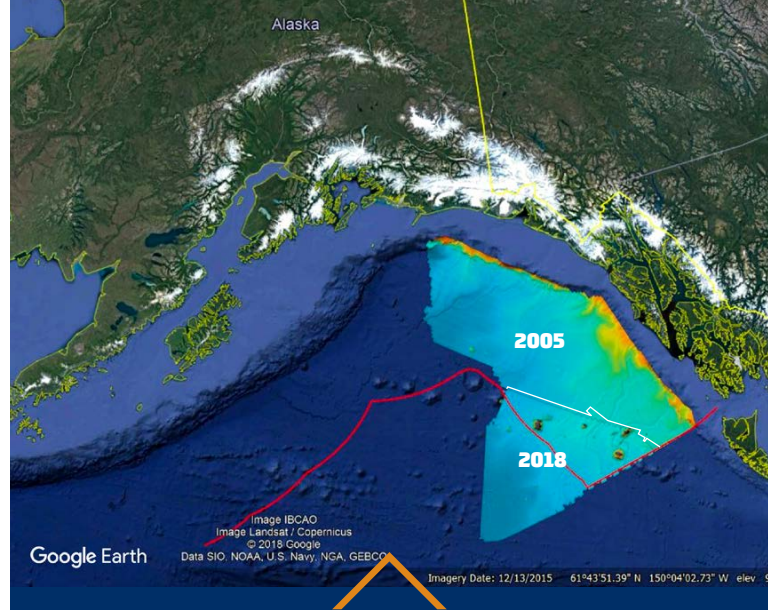 Alaska
2005
2018
Image IBCAO
Image Landsat / Copernicus
© 2018 Google
Data SIO, NOAA, U.S. Navy, NGA, GEBCO
Google Earth
Imagery Date: 12/13/2015 61°43'51.39" N 150°04'02.73" W elev